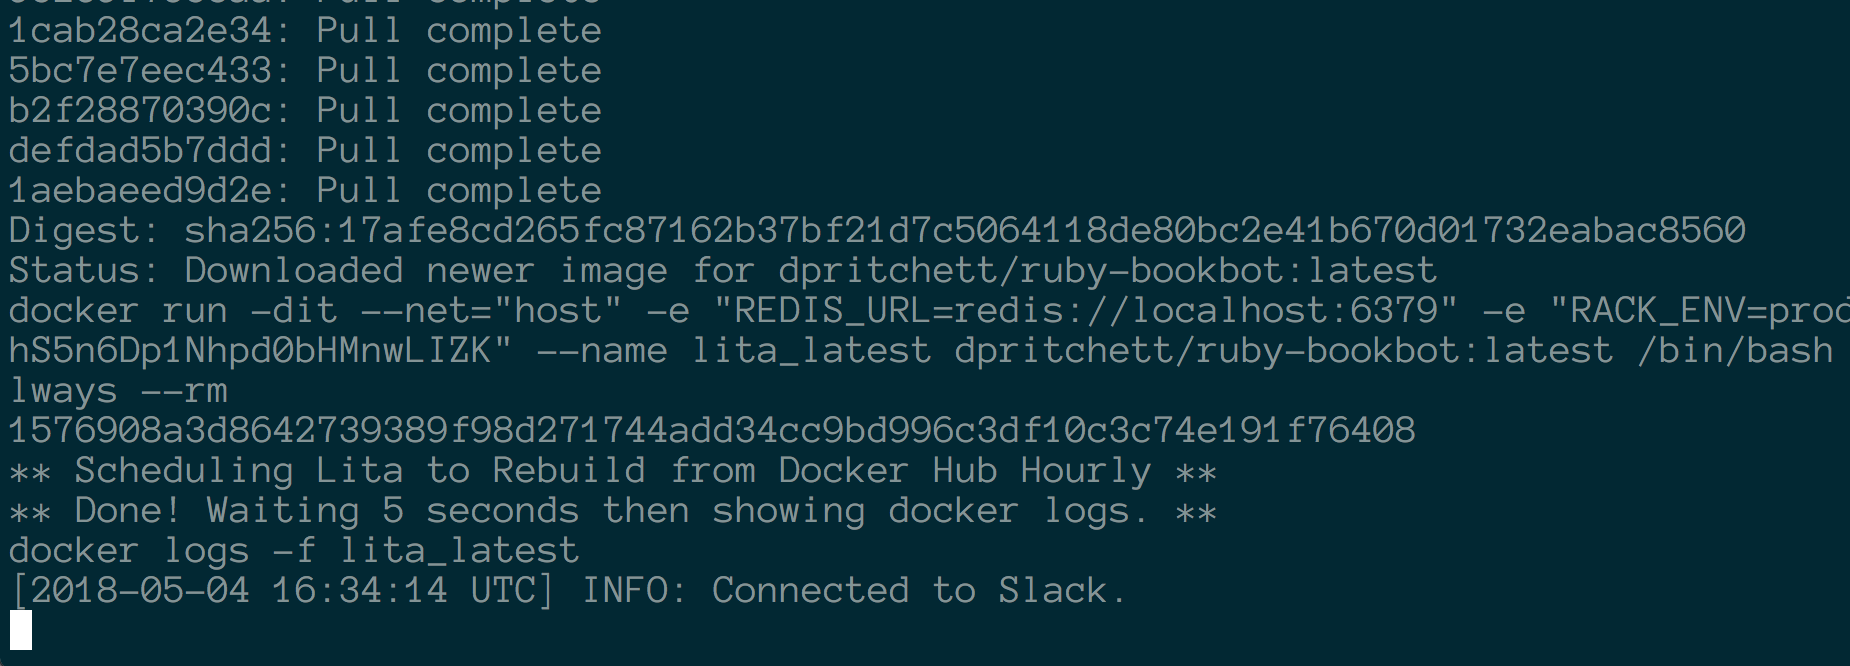 1cab28ca2e34: Pull complete
5bc7e7eec433: Pull complete
b2f28870390c: Pull complete
defdad5b7ddd: Pull complete
1aebaeed9d2e: Pull complete
Digest: sha256:17afe8cd265fc87162b37bf21d7c5064118de80bc2e41b670d01732eabac8560
Status: Downloaded newer image for dpritchett/ruby-bookbot:latest
docker run -dit --net="host" -e "REDIS_URL=redis://localhost:6379" -e "RACK_ENV=prod
hS5n6Dp1Nhpd0bHMnwLIZK" --name lita_latest dpritchett/ruby-bookbot:latest /bin/bash
lways --rm
1576908a3d8642739389f98d271744add34cc9bd996c3df10c3c74e191f76408
** Scheduling Lita to Rebuild from Docker Hub Hourly **
** Done! Waiting 5 seconds then showing docker logs. **
docker logs -f lita_latest
[2018-05-04 16:34:14 UTC] INFO: Connected to Slack.